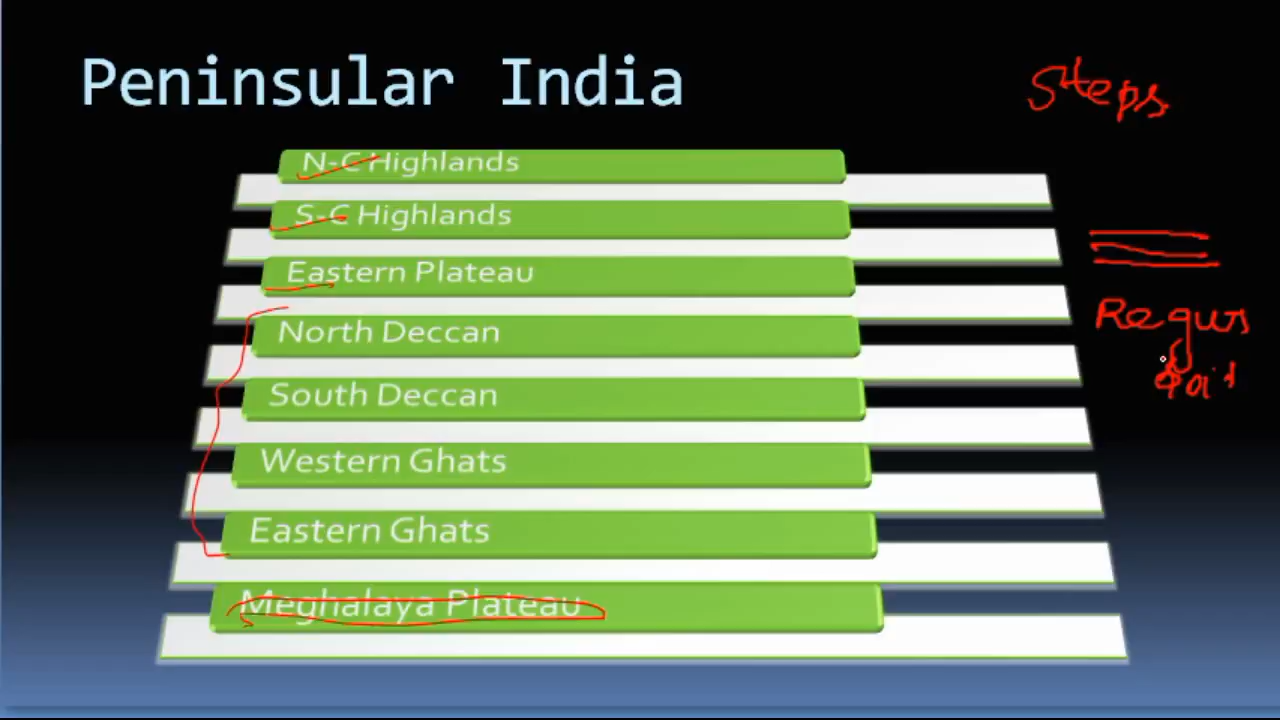 Peninsular India
Steps
N-C Highlands
S-C Highlands
Eastern Plateau
North Deccan
South Deccan
Western Ghats
Eastern Ghats
Meghalaya Plateau